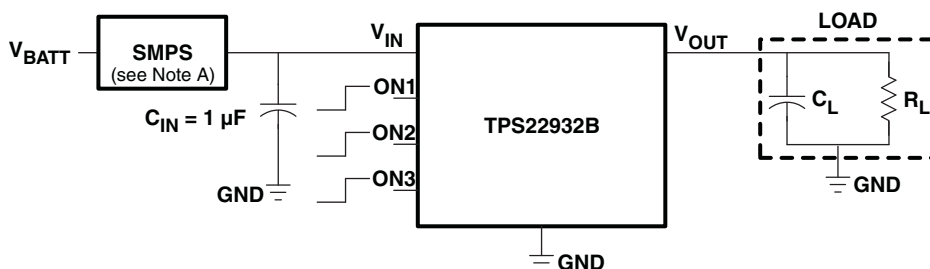 LOAD
V_BATT
SMPS
(see Note A)
V_IN
V_OUT
ON1
C_IN = 1 µF
ON2
TPS22932B
C_L
R_L
ON3
GND
GND
GND